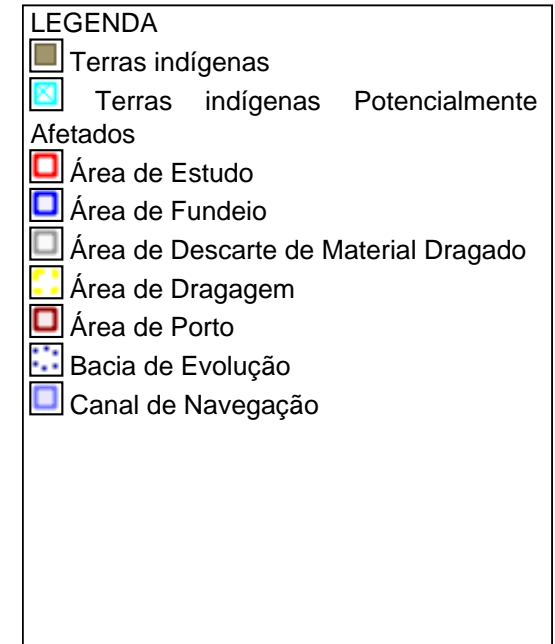 LEGENDA
Terras indígenas
Terras indígenas Potencialmente
Afetados
Área de Estudo
Área de Fundeio
Área de Descarte de Material Dragado
Área de Dragagem
Área de Porto
Bacia de Evolução
Canal de Navegação